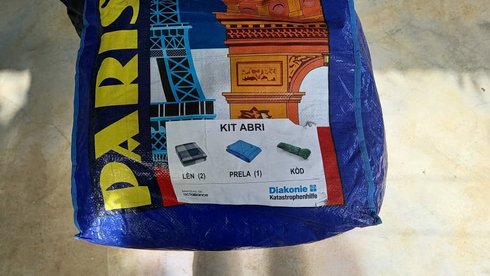 PARIS
KIT ABRI
LÈN (2)
PRELA (1)
KÒD
Diakonie
Katastrophenhilfe